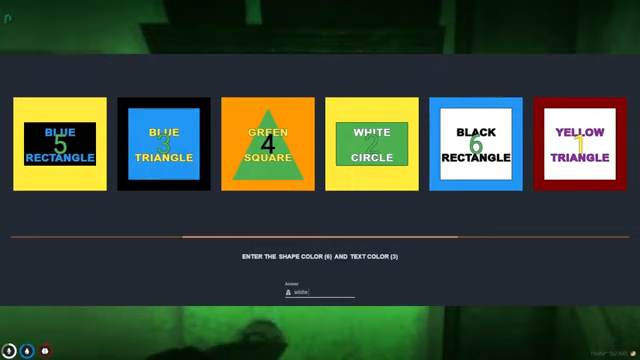 BLUE
5
RECTANGLE
BLUE
3
TRIANGLE
GREEN
4
SQUARE
WHITE
2
CIRCLE
BLACK
6
RECTANGLE
YELLOW
1
TRIANGLE
ENTER THE SHAPE COLOR (6) AND TEXT COLOR (3)
Answer
white